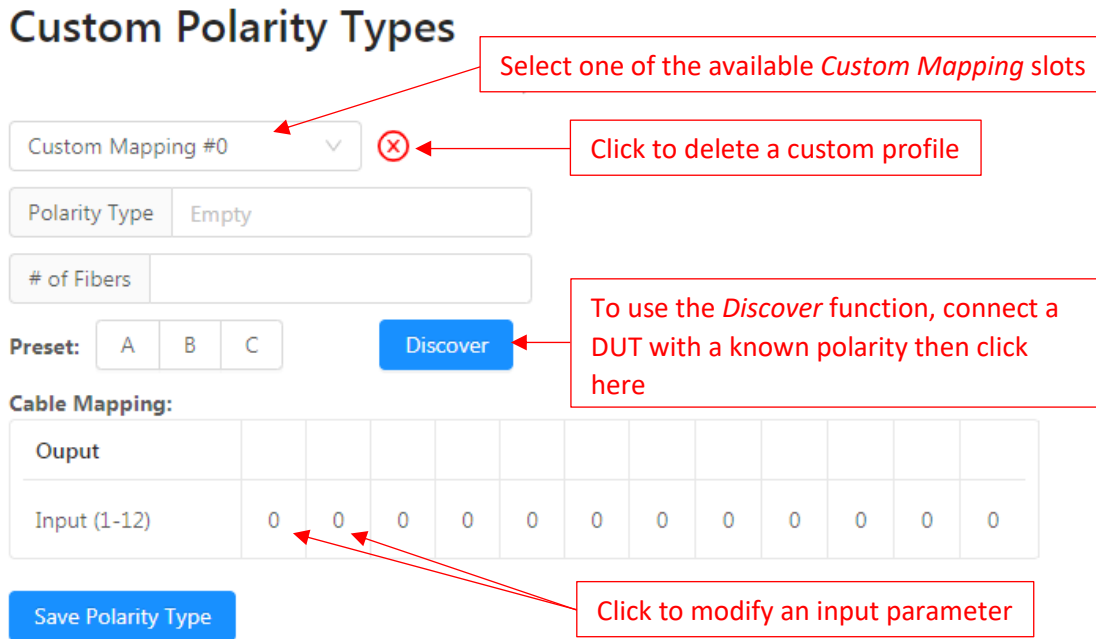 Custom Polarity Types
Select one of the available Custom Mapping slots
Custom Mapping #0
Click to delete a custom profile
Polarity Type Empty
# of Fibers
To use the Discover function, connect a
DUT with a known polarity then click
here
Preset: A B C Discover
Cable Mapping:
Ouput
Input (1-12) 0 0 0 0 0 0 0 0 0 0 0 0
Click to modify an input parameter
Save Polarity Type